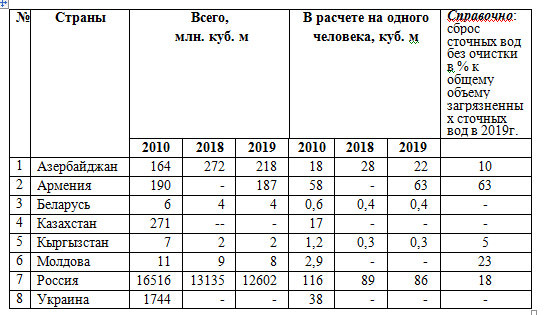 № Страны Всего, млн. куб. м В расчете на одного человека, куб. м Справочно: сброс сточных вод без очистки в % к общему объему загрязненных сточных вод в 2019г.
2010 2018 2019 2010 2018 2019
1 Азербайджан 164 272 218 18 28 22 10
2 Армения 190 - 187 58 - 63 63
3 Беларусь 6 4 4 0,6 0,4 0,4 -
4 Казахстан 271 -- - 17 - - -
5 Кыргызстан 7 2 2 1,2 0,3 0,3 5
6 Молдова 11 9 8 2,9 - - 23
7 Россия 16516 13135 12602 116 89 86 18
8 Украина 1744 - - 38 - - -